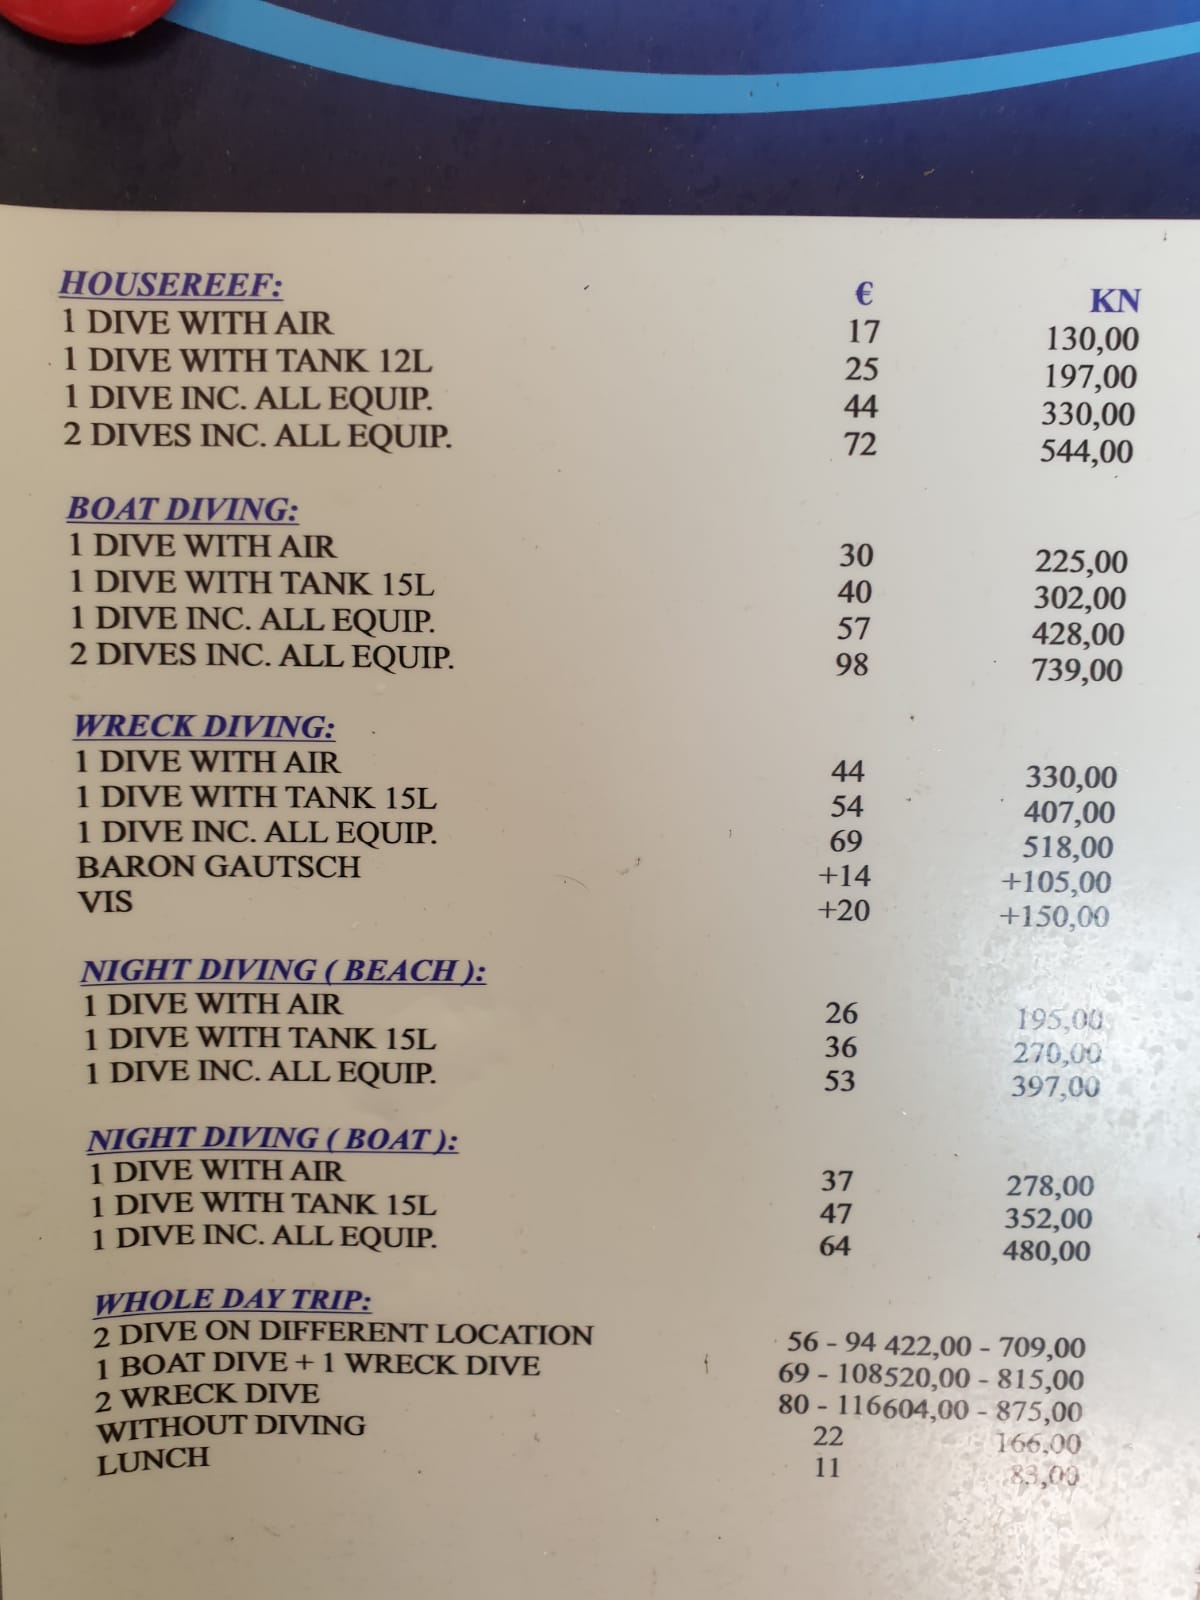 HOUSEREEF: € KN
1 DIVE WITH AIR 17 130,00
1 DIVE WITH TANK 12L 25 197,00
1 DIVE INC. ALL EQUIP. 44 330,00
2 DIVES INC. ALL EQUIP. 72 544,00
BOAT DIVING:
1 DIVE WITH AIR 30 225,00
1 DIVE WITH TANK 15L 40 302,00
1 DIVE INC. ALL EQUIP. 57 428,00
2 DIVES INC. ALL EQUIP. 98 739,00
WRECK DIVING:
1 DIVE WITH AIR 44 330,00
1 DIVE WITH TANK 15L 54 407,00
1 DIVE INC. ALL EQUIP. 69 518,00
BARON GAUTSCH +14 +105,00
VIS +20 +150,00
NIGHT DIVING ( BEACH ):
1 DIVE WITH AIR 26 195,00
1 DIVE WITH TANK 15L 36 270,00
1 DIVE INC. ALL EQUIP. 53 397,00
NIGHT DIVING ( BOAT ):
1 DIVE WITH AIR 37 278,00
1 DIVE WITH TANK 15L 47 352,00
1 DIVE INC. ALL EQUIP. 64 480,00
WHOLE DAY TRIP:
2 DIVE ON DIFFERENT LOCATION 56 - 94 422,00 - 709,00
1 BOAT DIVE + 1 WRECK DIVE 69 - 108 520,00 - 815,00
2 WRECK DIVE 80 - 116 604,00 - 875,00
WITHOUT DIVING 22 166,00
LUNCH 11 83,00